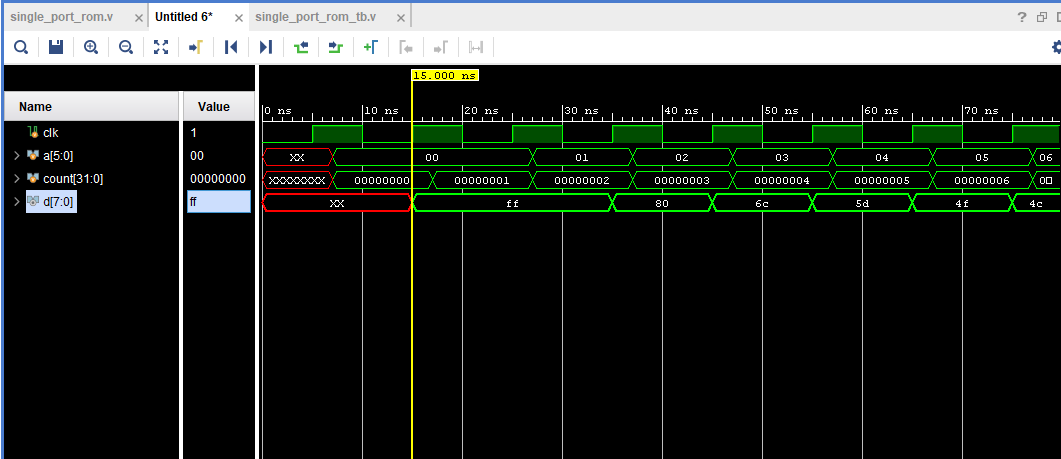 single_port_rom.v × Untitled 6* × single_port_rom_tb.v × ?
15.000 ns
Name Value
0 ns 10 ns 20 ns 30 ns 40 ns 50 ns 60 ns 70 ns
clk 1
a[5:0] 00 XX 00 01 02 03 04 05 06
count[31:0] 00000000 XXXXXXXX 00000000 00000001 00000002 00000003 00000004 00000005 00000006 00
d[7:0] ff XX ff 80 6c 5d 4f 4c